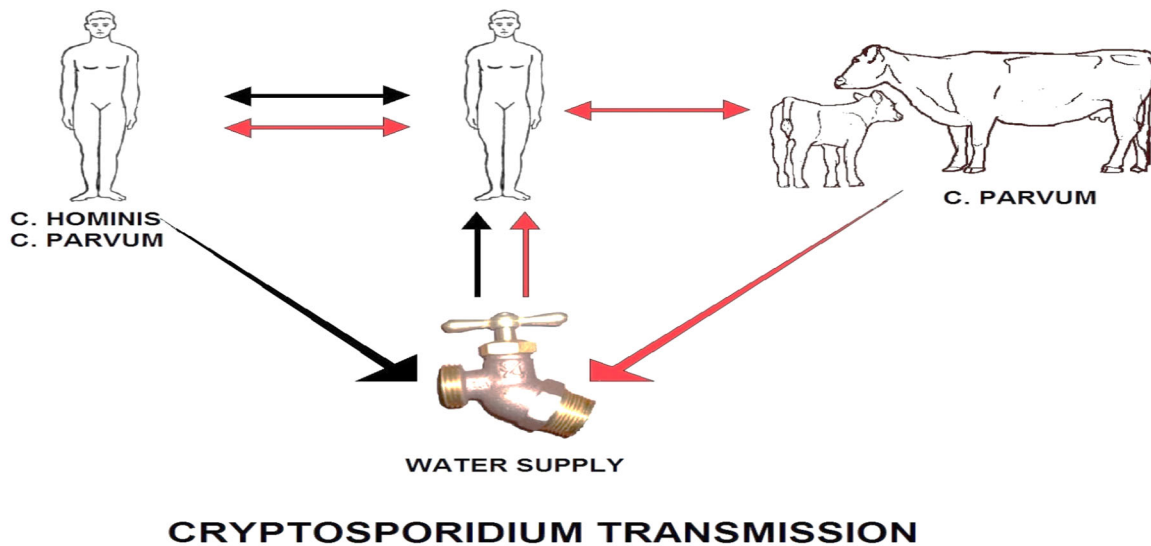 C. HOMINIS
C. PARVUM
C. PARVUM
WATER SUPPLY
CRYPTOSPORIDIUM TRANSMISSION